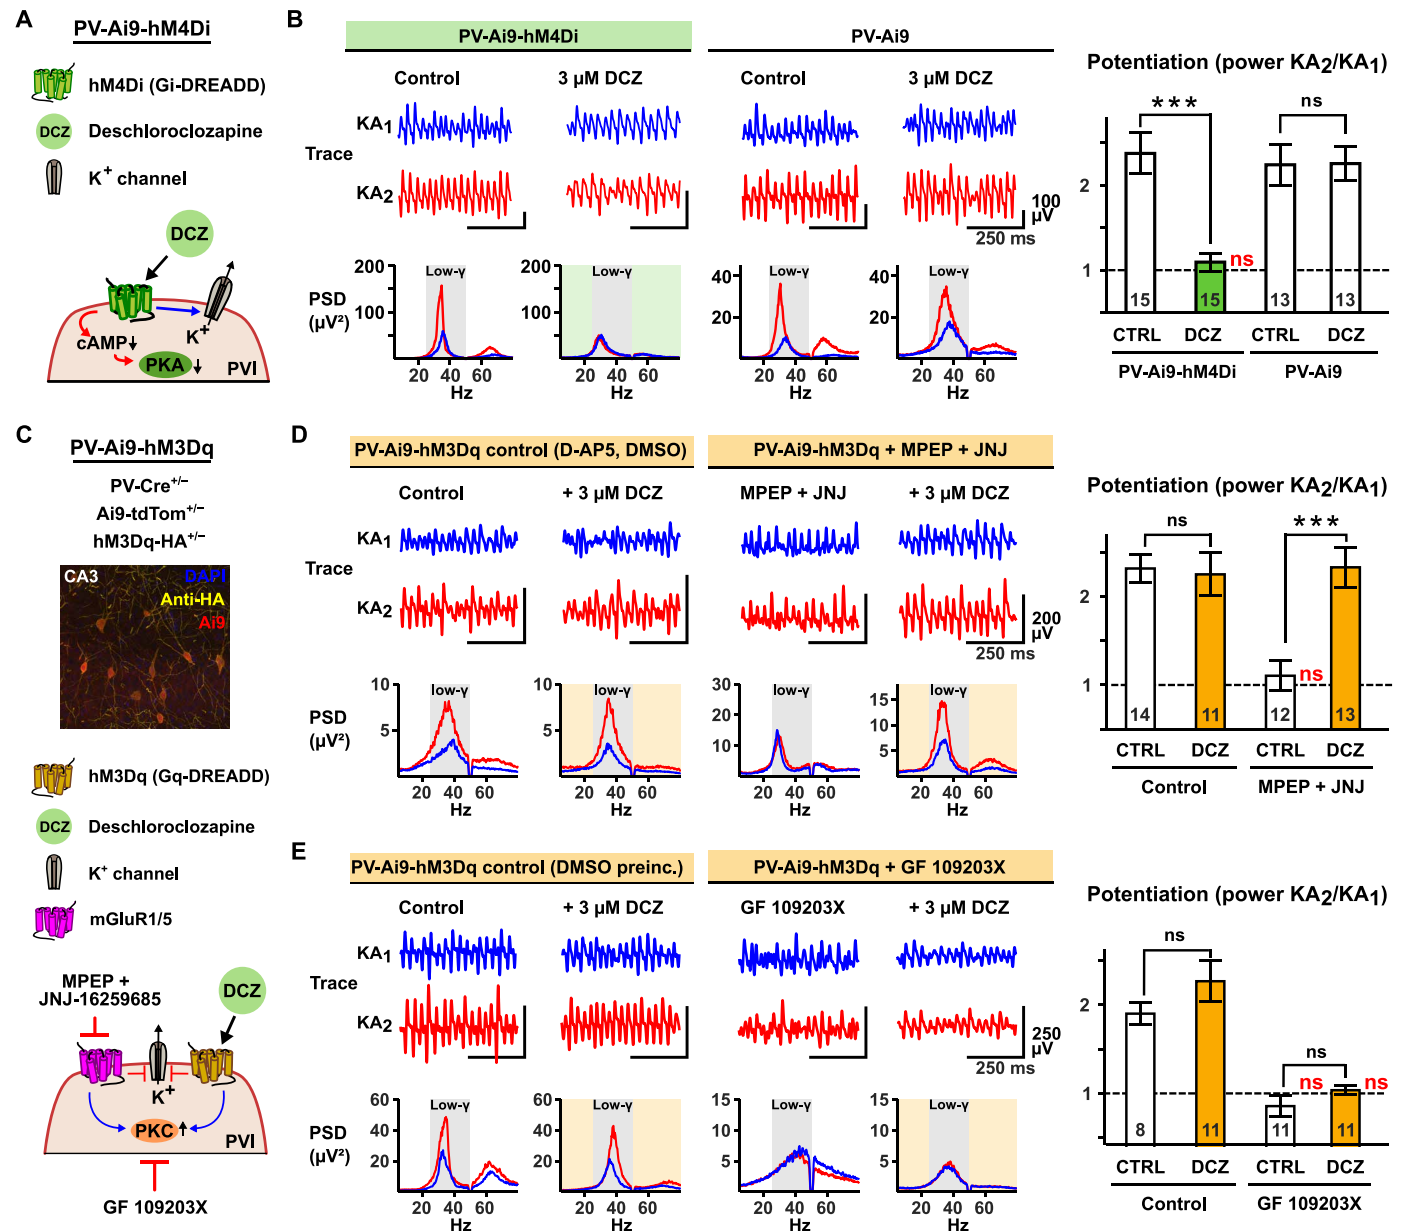 A
PV-Ai9-hM4Di
hM4Di (Gi-DREADD)
DCZ
Deschloroclozapine
K+ channel
DCZ
K+
cAMP
PKA
PVI
B
PV-Ai9-hM4Di
PV-Ai9
Control
3 µM DCZ
Control
3 µM DCZ
KA1
Trace
KA2
100
µV
250 ms
PSD
(µV²)
200
100
Low-γ
20
40
60
Hz
200
100
Low-γ
20
40
60
Hz
40
20
Low-γ
20
40
60
Hz
40
20
Low-γ
20
40
60
Hz
Potentiation (power KA2/KA1)
***
ns
2
1
ns
15
15
13
13
CTRL
DCZ
CTRL
DCZ
PV-Ai9-hM4Di
PV-Ai9
C
PV-Ai9-hM3Dq
PV-Cre+/–
Ai9-tdTom+/–
hM3Dq-HA+/–
CA3
DAPI
Anti-HA
Ai9
hM3Dq (Gq-DREADD)
DCZ
Deschloroclozapine
K+ channel
mGluR1/5
MPEP +
JNJ-16259685
DCZ
K+
PKC
PVI
GF 109203X
D
PV-Ai9-hM3Dq control (D-AP5, DMSO)
PV-Ai9-hM3Dq + MPEP + JNJ
Control
+ 3 µM DCZ
MPEP + JNJ
+ 3 µM DCZ
KA1
Trace
KA2
200
µV
250 ms
PSD
(µV²)
10
5
low-γ
20
40
60
Hz
10
5
low-γ
20
40
60
Hz
30
20
10
low-γ
20
40
60
Hz
15
10
5
low-γ
20
40
60
Hz
Potentiation (power KA2/KA1)
ns
***
2
1
ns
14
11
12
13
CTRL
DCZ
CTRL
DCZ
Control
MPEP + JNJ
E
PV-Ai9-hM3Dq control (DMSO preinc.)
PV-Ai9-hM3Dq + GF 109203X
Control
+ 3 µM DCZ
GF 109203X
+ 3 µM DCZ
KA1
Trace
KA2
250
µV
250 ms
PSD
(µV²)
60
40
20
Low-γ
20
40
60
Hz
60
40
20
Low-γ
20
40
60
Hz
15
10
5
Low-γ
20
40
60
Hz
15
10
5
Low-γ
20
40
60
Hz
Potentiation (power KA2/KA1)
ns
ns
2
1
ns
ns
8
11
11
11
CTRL
DCZ
CTRL
DCZ
Control
GF 109203X